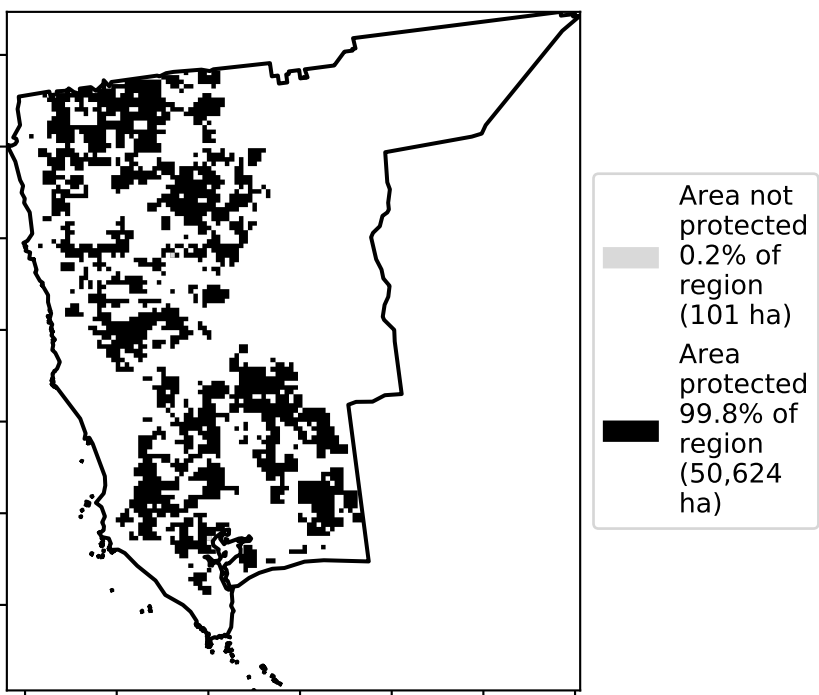 Area not
protected
0.2% of
region
(101 ha)
Area
protected
99.8% of
region
(50,624
ha)